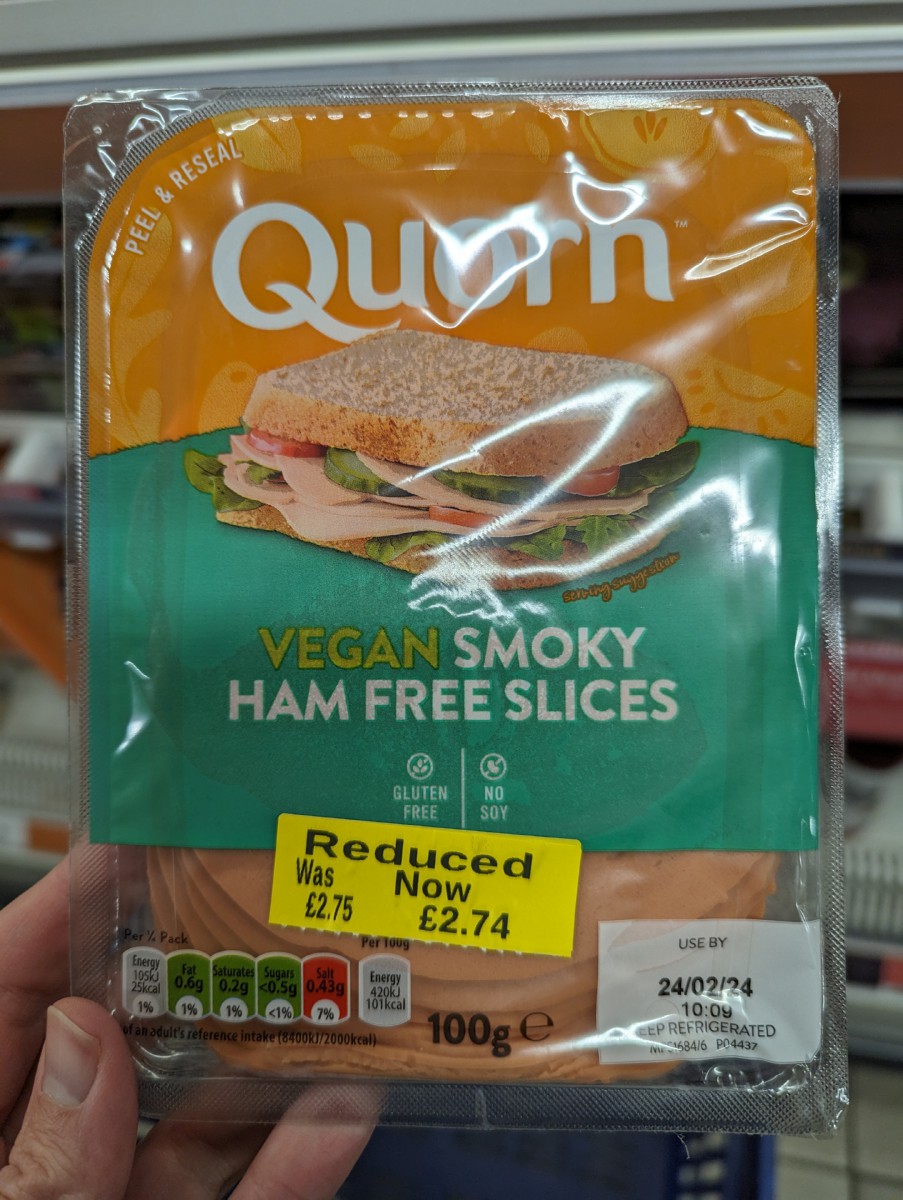 PEEL & RESEAL
Quorn™
serving suggestion
VEGAN SMOKY
HAM FREE SLICES
GLUTEN
FREE
NO
SOY
Reduced
Was
£2.75
Now
£2.74
Per ¼ Pack
Energy
105kJ
25kcal
1%
Fat
0.6g
1%
Saturates
0.2g
1%
Sugars
<0.5g
<1%
Salt
0.43g
7%
Per 100g
Energy
420kJ
101kcal
of an adult's reference intake (8400kJ/2000kcal)
100g ℮
USE BY
24/02/24
10:09
EEP REFRIGERATED
P04437